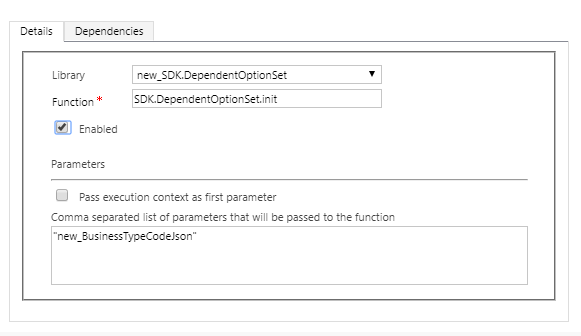 Details Dependencies
Library new_SDK.DependentOptionSet
Function * SDK.DependentOptionSet.init
Enabled
Parameters
Pass execution context as first parameter
Comma separated list of parameters that will be passed to the function
"new_BusinessTypeCodeJson"